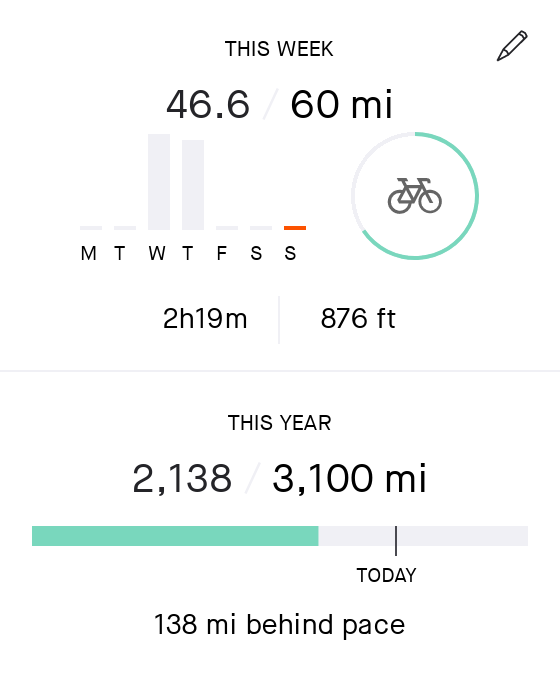 THIS WEEK
46.6 / 60 mi
M T W T F S S
2h19m 876 ft
THIS YEAR
2,138 / 3,100 mi
TODAY
138 mi behind pace